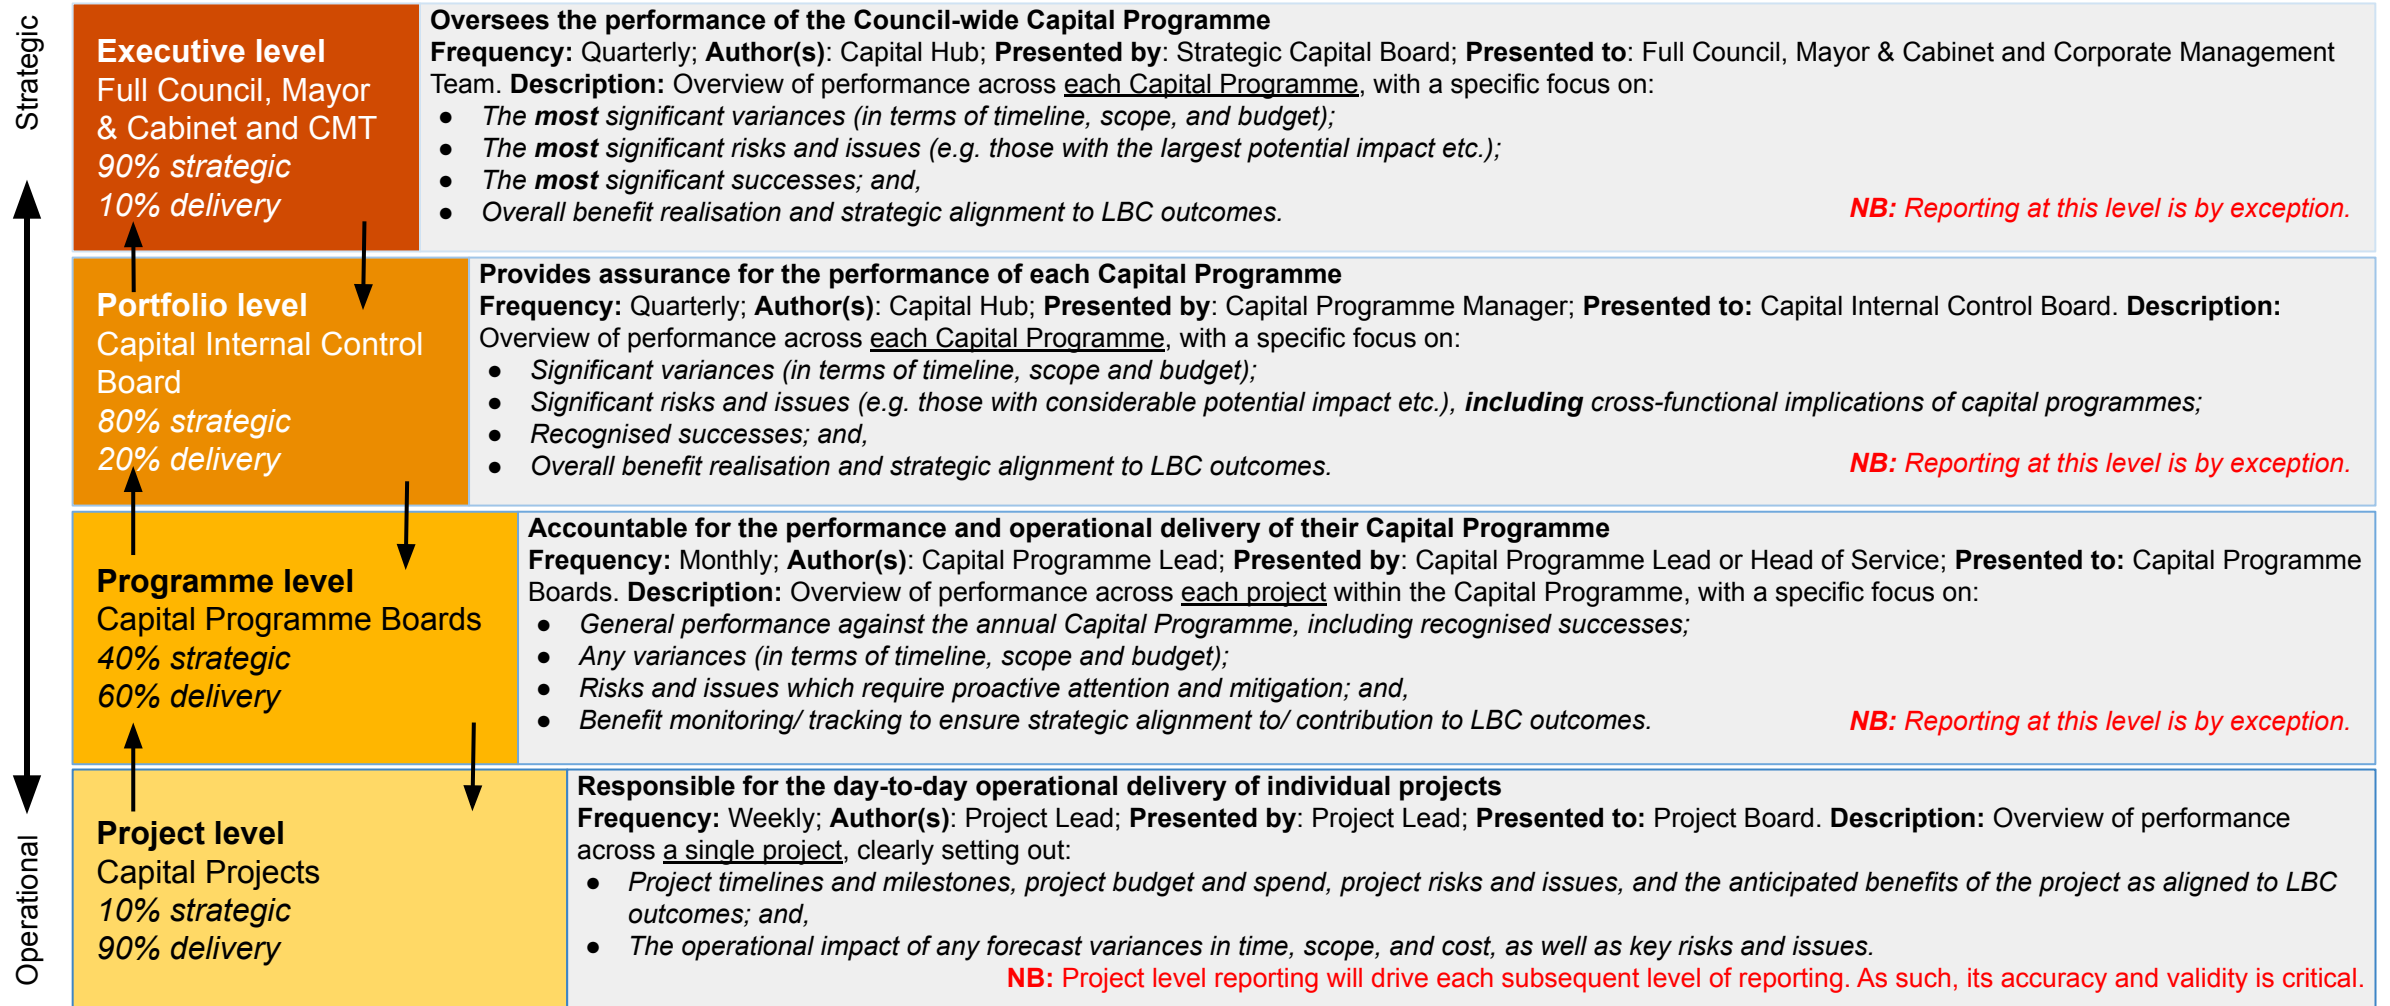 Strategic
Executive level
Full Council, Mayor
& Cabinet and CMT
90% strategic
10% delivery
Oversees the performance of the Council-wide Capital Programme
Frequency: Quarterly; Author(s): Capital Hub; Presented by: Strategic Capital Board; Presented to: Full Council, Mayor & Cabinet and Corporate Management
Team. Description: Overview of performance across each Capital Programme, with a specific focus on:
● The most significant variances (in terms of timeline, scope, and budget);
● The most significant risks and issues (e.g. those with the largest potential impact etc.);
● The most significant successes; and,
● Overall benefit realisation and strategic alignment to LBC outcomes.
NB: Reporting at this level is by exception.
Portfolio level
Capital Internal Control
Board
80% strategic
20% delivery
Provides assurance for the performance of each Capital Programme
Frequency: Quarterly; Author(s): Capital Hub; Presented by: Capital Programme Manager; Presented to: Capital Internal Control Board. Description:
Overview of performance across each Capital Programme, with a specific focus on:
● Significant variances (in terms of timeline, scope and budget);
● Significant risks and issues (e.g. those with considerable potential impact etc.), including cross-functional implications of capital programmes;
● Recognised successes; and,
● Overall benefit realisation and strategic alignment to LBC outcomes.
NB: Reporting at this level is by exception.
Programme level
Capital Programme Boards
40% strategic
60% delivery
Accountable for the performance and operational delivery of their Capital Programme
Frequency: Monthly; Author(s): Capital Programme Lead; Presented by: Capital Programme Lead or Head of Service; Presented to: Capital Programme
Boards. Description: Overview of performance across each project within the Capital Programme, with a specific focus on:
● General performance against the annual Capital Programme, including recognised successes;
● Any variances (in terms of timeline, scope and budget);
● Risks and issues which require proactive attention and mitigation; and,
● Benefit monitoring/ tracking to ensure strategic alignment to/ contribution to LBC outcomes.
NB: Reporting at this level is by exception.
Operational
Project level
Capital Projects
10% strategic
90% delivery
Responsible for the day-to-day operational delivery of individual projects
Frequency: Weekly; Author(s): Project Lead; Presented by: Project Lead; Presented to: Project Board. Description: Overview of performance
across a single project, clearly setting out:
● Project timelines and milestones, project budget and spend, project risks and issues, and the anticipated benefits of the project as aligned to LBC
outcomes; and,
● The operational impact of any forecast variances in time, scope, and cost, as well as key risks and issues.
NB: Project level reporting will drive each subsequent level of reporting. As such, its accuracy and validity is critical.